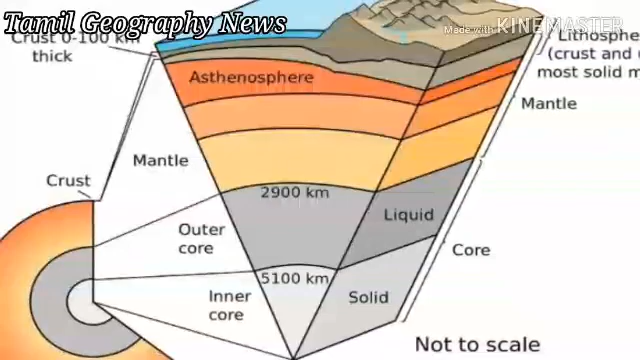 Tamil Geography News
Made with KINEMASTER
Crust 0-100 km
thick
Lithosphe
(crust and
most solid m
Asthenosphere
Mantle
Mantle
Crust
2900 km
Liquid
Outer
core
Core
5100 km
Inner
core
Solid
Not to scale